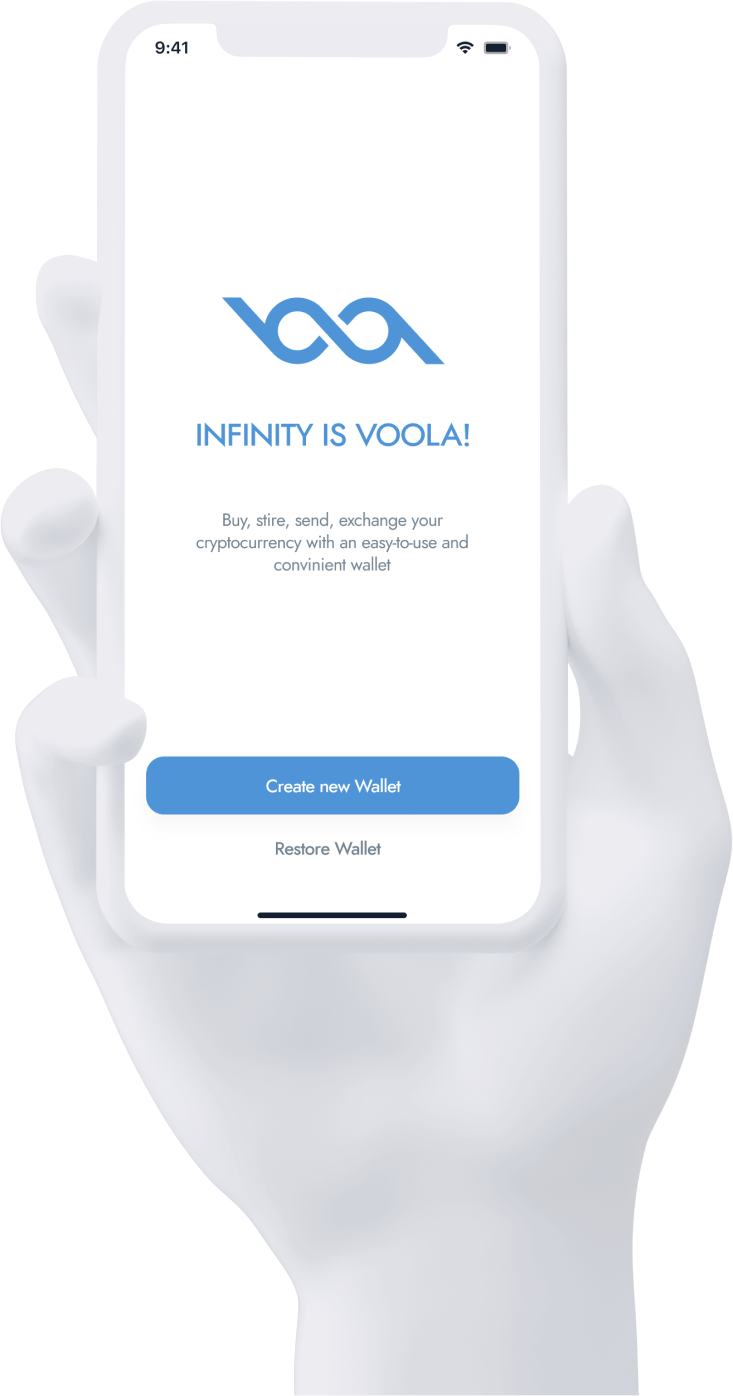 9:41
INFINITY IS VOOLA!
Buy, stire, send, exchange your
cryptocurrency with an easy-to-use and
convinient wallet
Create new Wallet
Restore Wallet